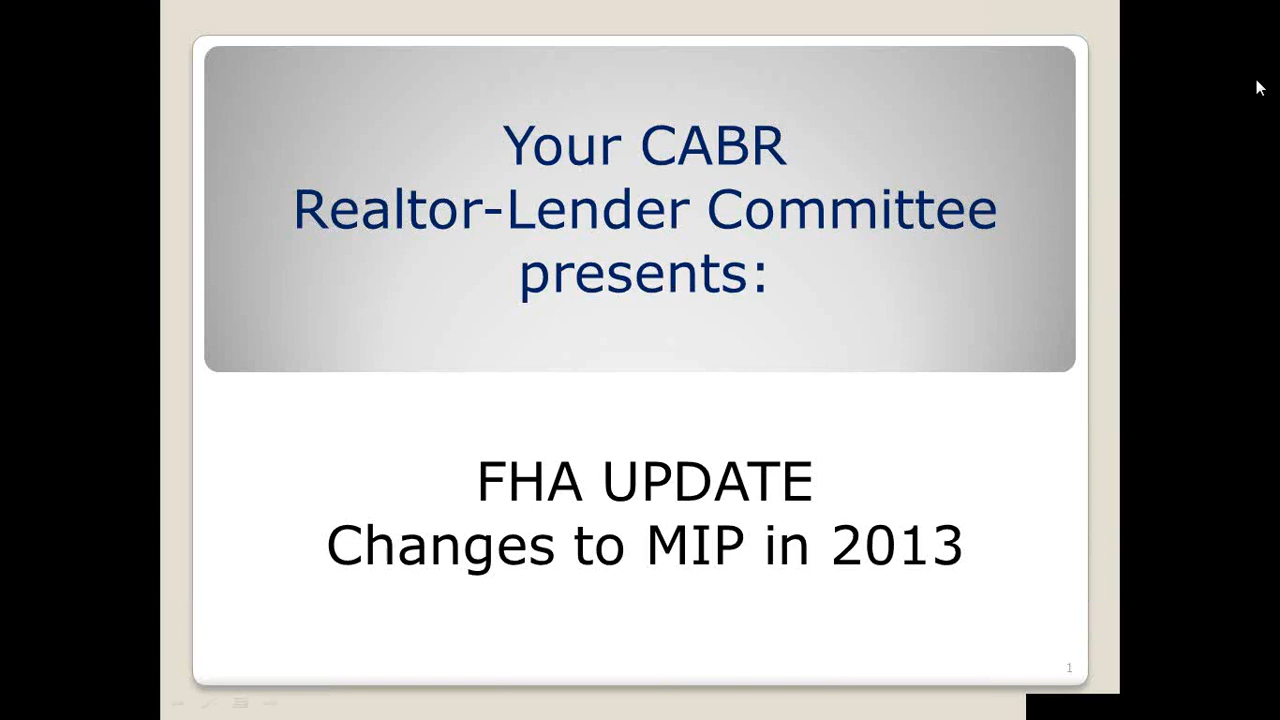 Your CABR
Realtor-Lender Committee
presents:
FHA UPDATE
Changes to MIP in 2013
1